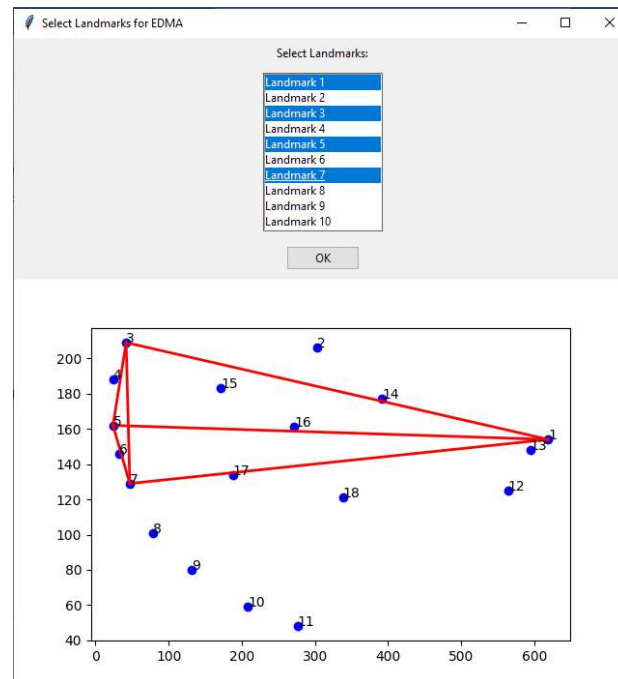 Select Landmarks for EDMA
Select Landmarks:
Landmark 1
Landmark 2
Landmark 3
Landmark 4
Landmark 5
Landmark 6
Landmark 7
Landmark 8
Landmark 9
Landmark 10
OK
3
2
200
4
180
15
14
160
5
16
1
13
6
140
7
17
12
120
18
100
8
80
9
60
10
11
40
0 100 200 300 400 500 600